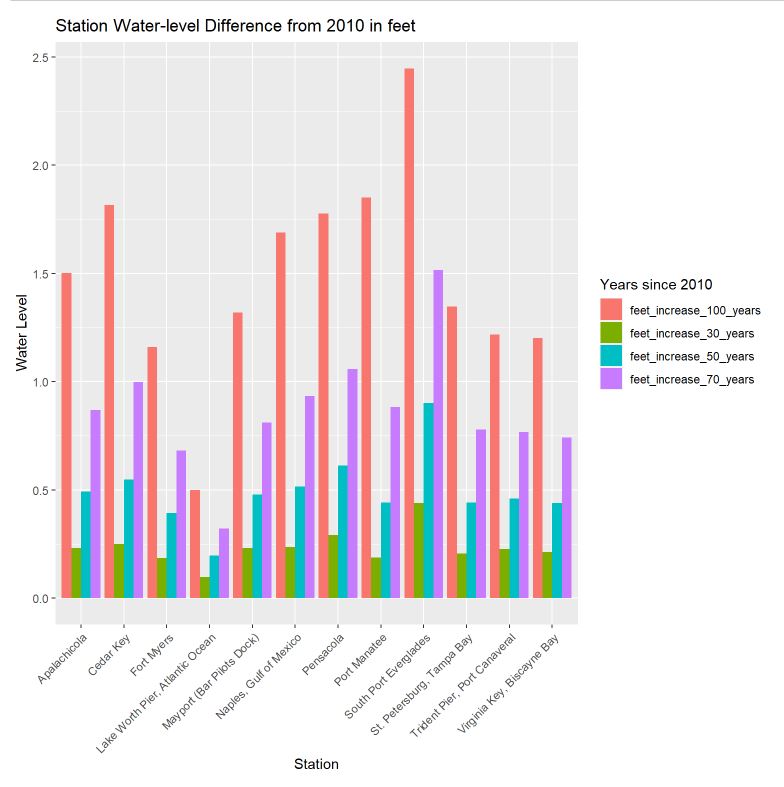 Station Water-level Difference from 2010 in feet
2.5
2.0
1.5
1.0
0.5
0.0
Water Level
Apalachicola
Cedar Key
Fort Myers
Lake Worth Pier, Atlantic Ocean
Mayport (Bar Pilots Dock)
Naples, Gulf of Mexico
Pensacola
Port Manatee
South Port Everglades
St. Petersburg, Tampa Bay
Trident Pier, Port Canaveral
Virginia Key, Biscayne Bay
Station
Years since 2010
feet_increase_100_years
feet_increase_30_years
feet_increase_50_years
feet_increase_70_years